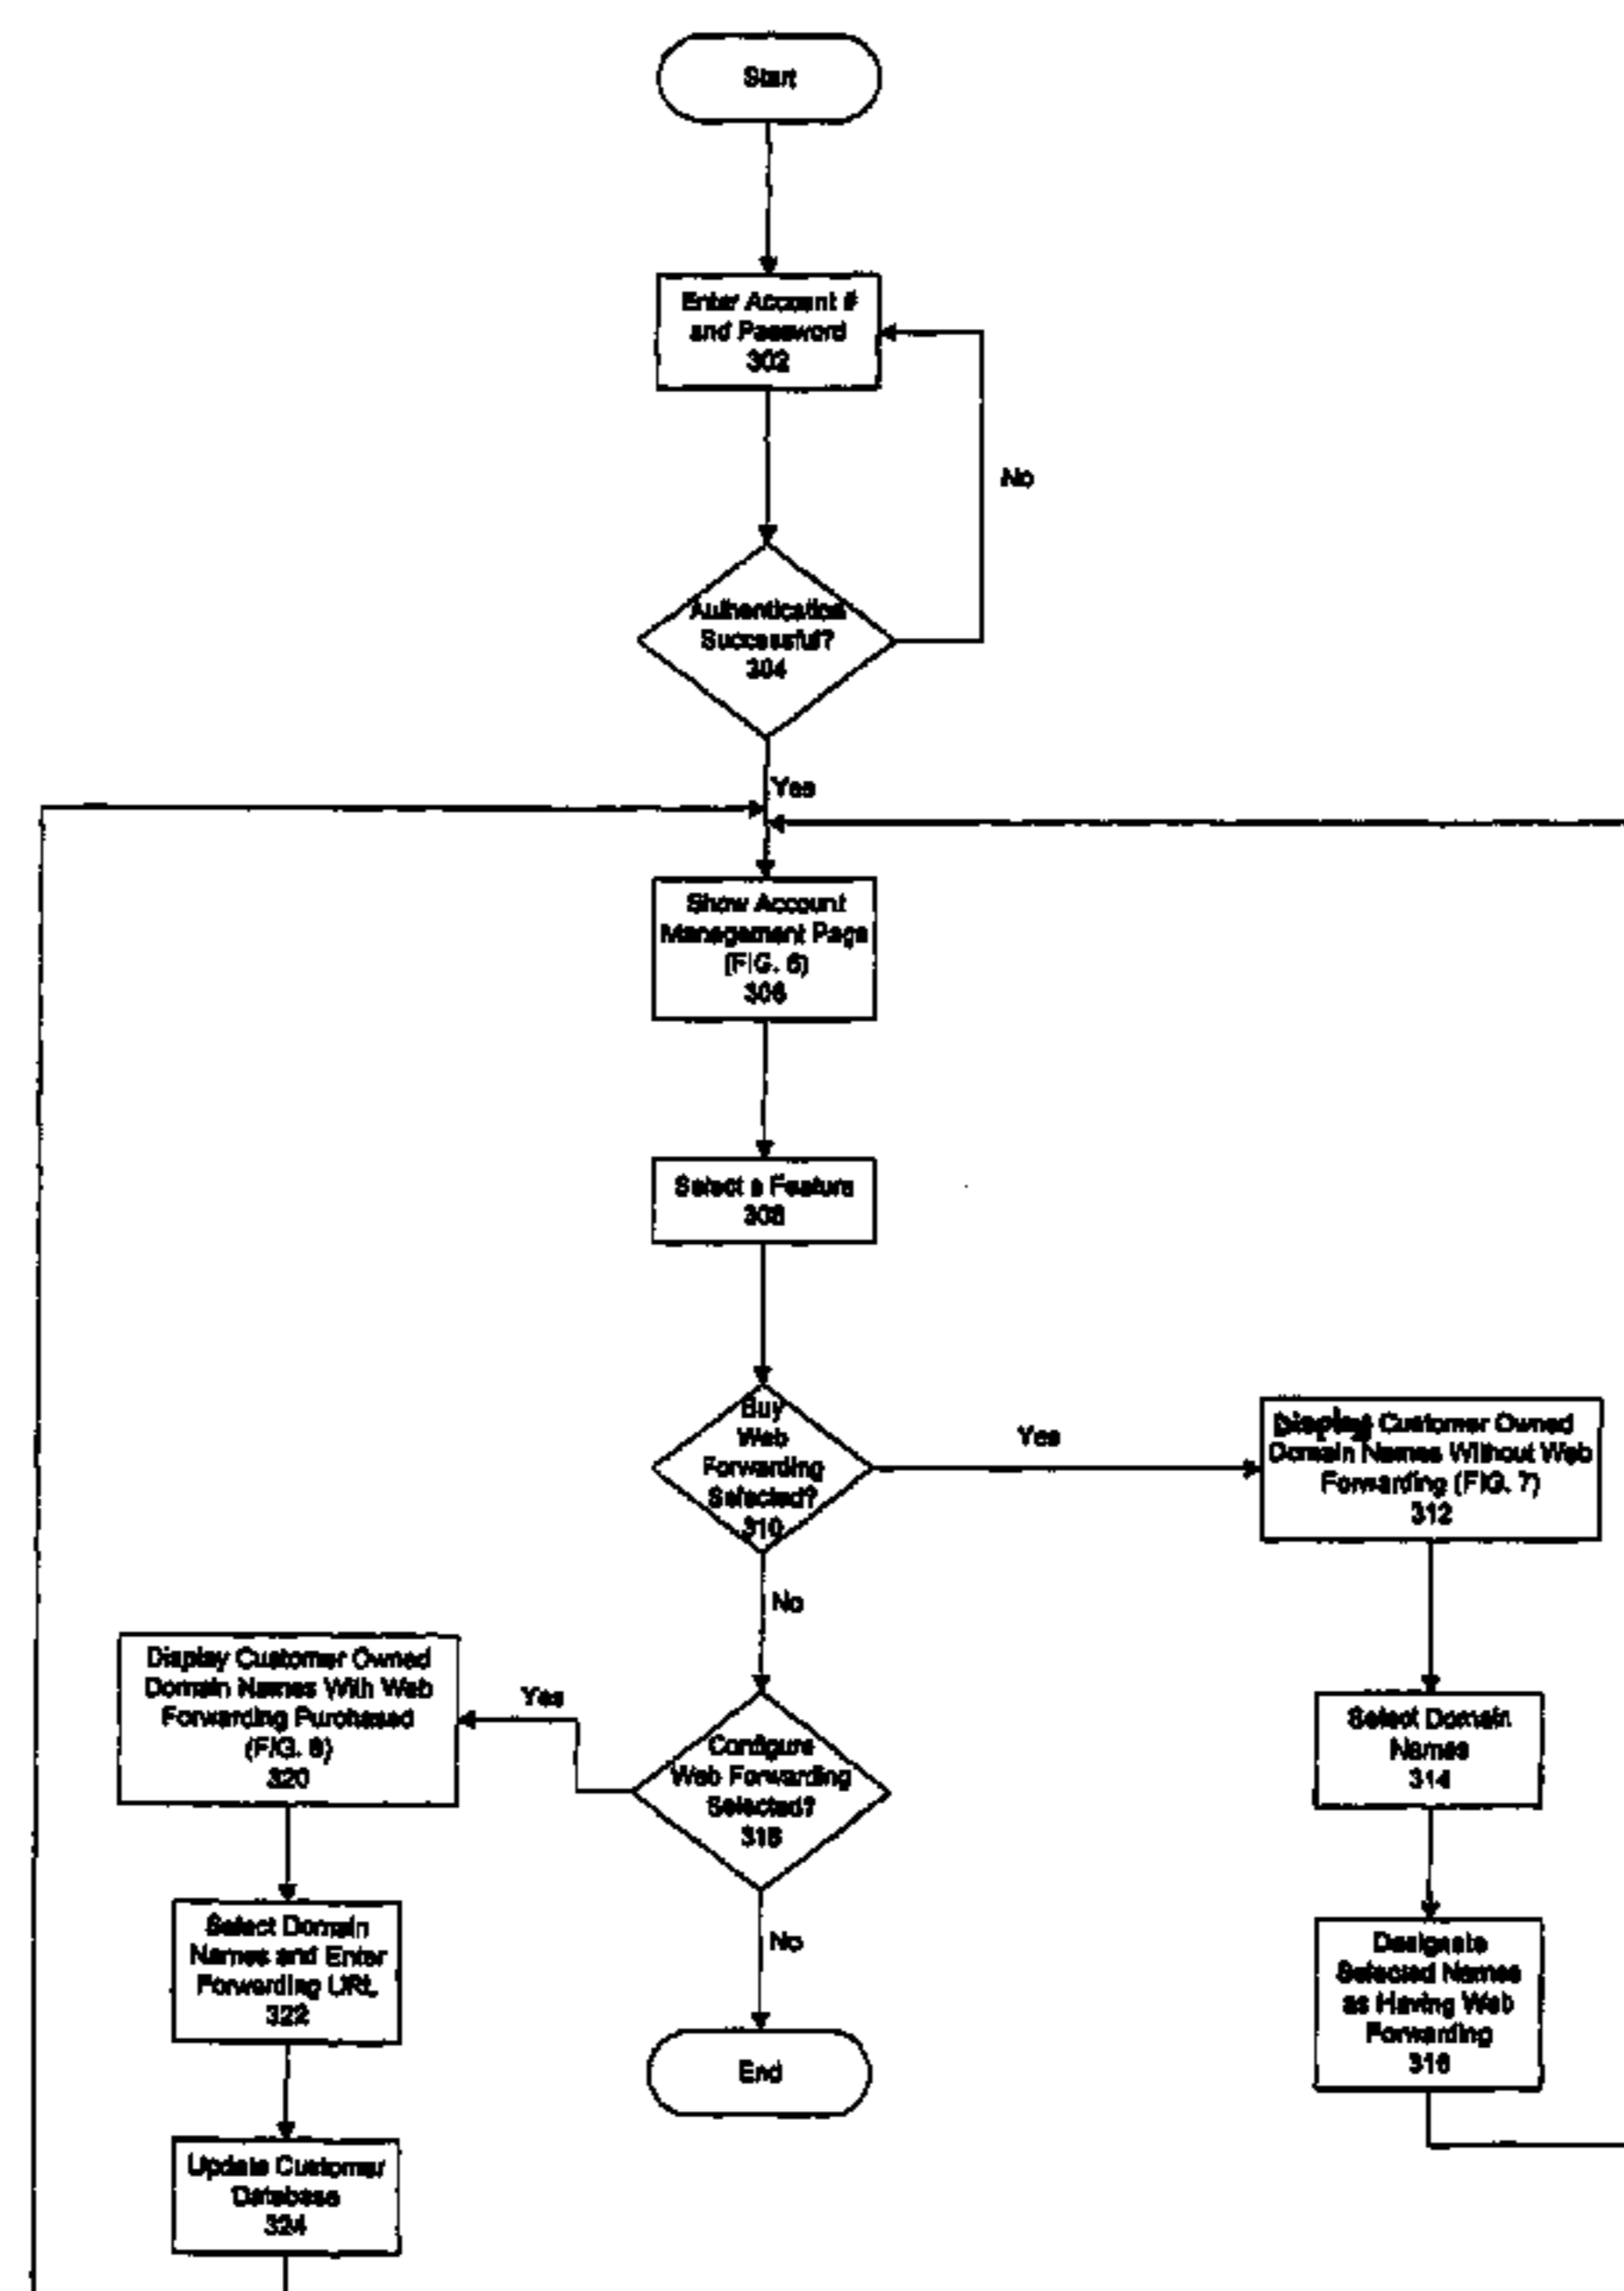 Start
Enter Account #
and Password
302
No
Authentication
Successful?
304
Yes
Show Account
Management Page
(FIG. 6)
306
Select a Feature
308
Buy
Web
Forwarding
Selected?
310
Yes
Display Customer Owned
Domain Names Without Web
Forwarding (FIG. 7)
312
No
Display Customer Owned
Domain Names With Web
Forwarding Purchased
(FIG. 8)
320
Yes
Configure
Web Forwarding
Selected?
318
Select Domain
Names
314
Select Domain
Names and Enter
Forwarding URL
322
No
Designate
Selected Names
as Having Web
Forwarding
316
End
Update Customer
Database
324